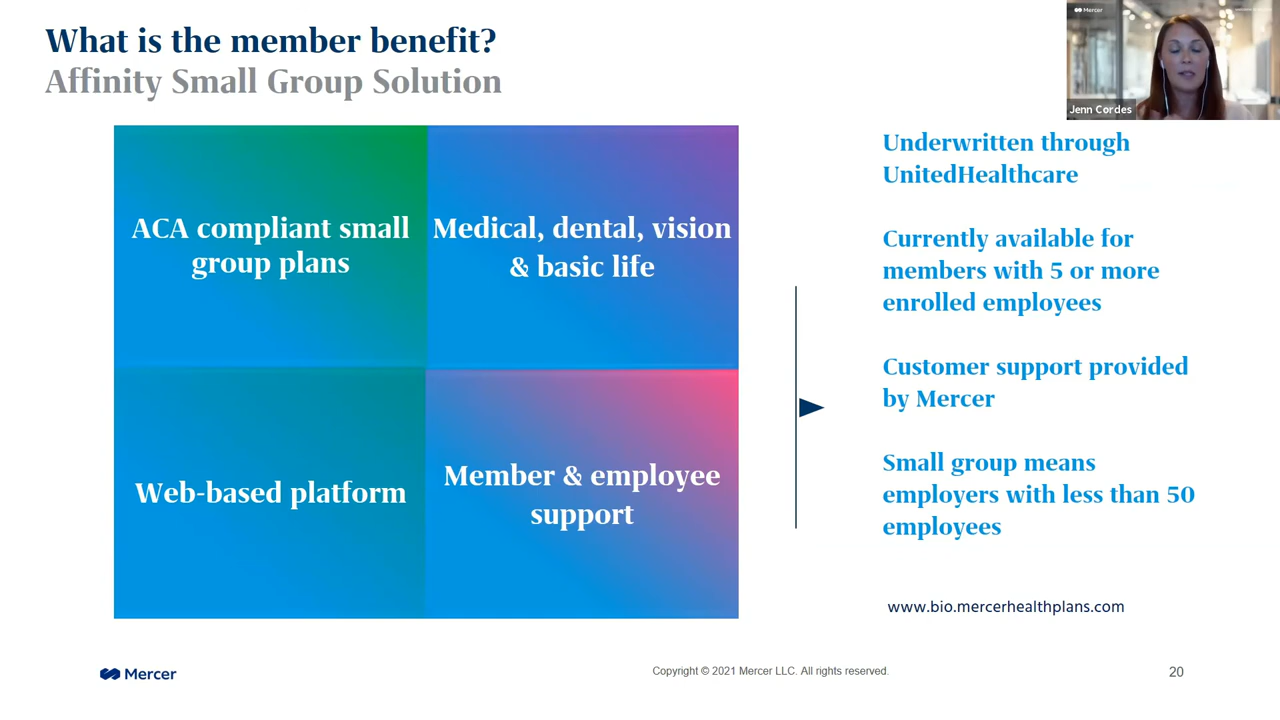 What is the member benefit?
Affinity Small Group Solution
Mercer
Jenn Cordes
ACA compliant small
group plans
Medical, dental, vision
& basic life
Web-based platform
Member & employee
support
Underwritten through
UnitedHealthcare
Currently available for
members with 5 or more
enrolled employees
Customer support provided
by Mercer
Small group means
employers with less than 50
employees
www.bio.mercerhealthplans.com
Mercer
Copyright © 2021 Mercer LLC. All rights reserved.
20